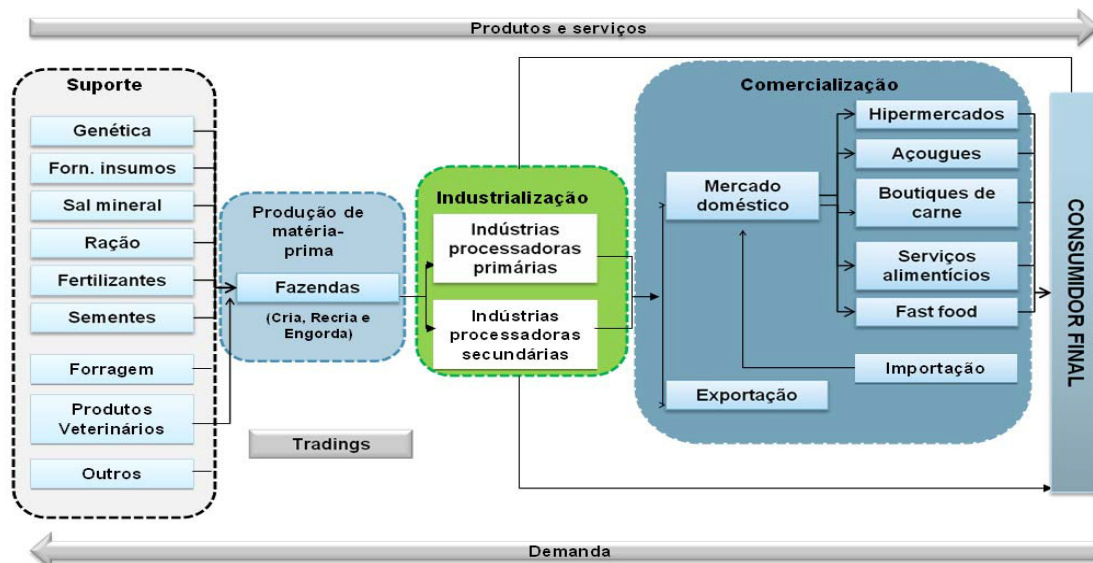 Produtos e serviços
Suporte
Genética
Forn. insumos
Sal mineral
Ração
Fertilizantes
Sementes
Forragem
Produtos
Veterinários
Outros
Produção de
matéria-
prima
Fazendas
(Cria, Recria e
Engorda)
Tradings
Industrialização
Indústrias
processadoras
primárias
Indústrias
processadoras
secundárias
Comercialização
Mercado
doméstico
Exportação
Hipermercados
Açougues
Boutiques de
carne
Serviços
alimentícios
Fast food
Importação
CONSUMIDOR FINAL
Demanda